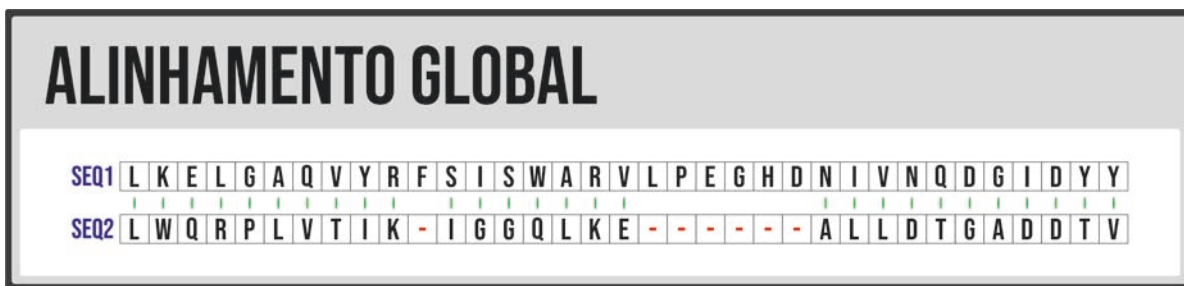 ALINHAMENTO GLOBAL
SEQ1 L K E L G A Q V Y R F S I S W A R V L P E G H D N I V N Q D G I D Y Y
SEQ2 L W Q R P L V T I K - I G G Q L K E - - - - - - A L L D T G A D D T V